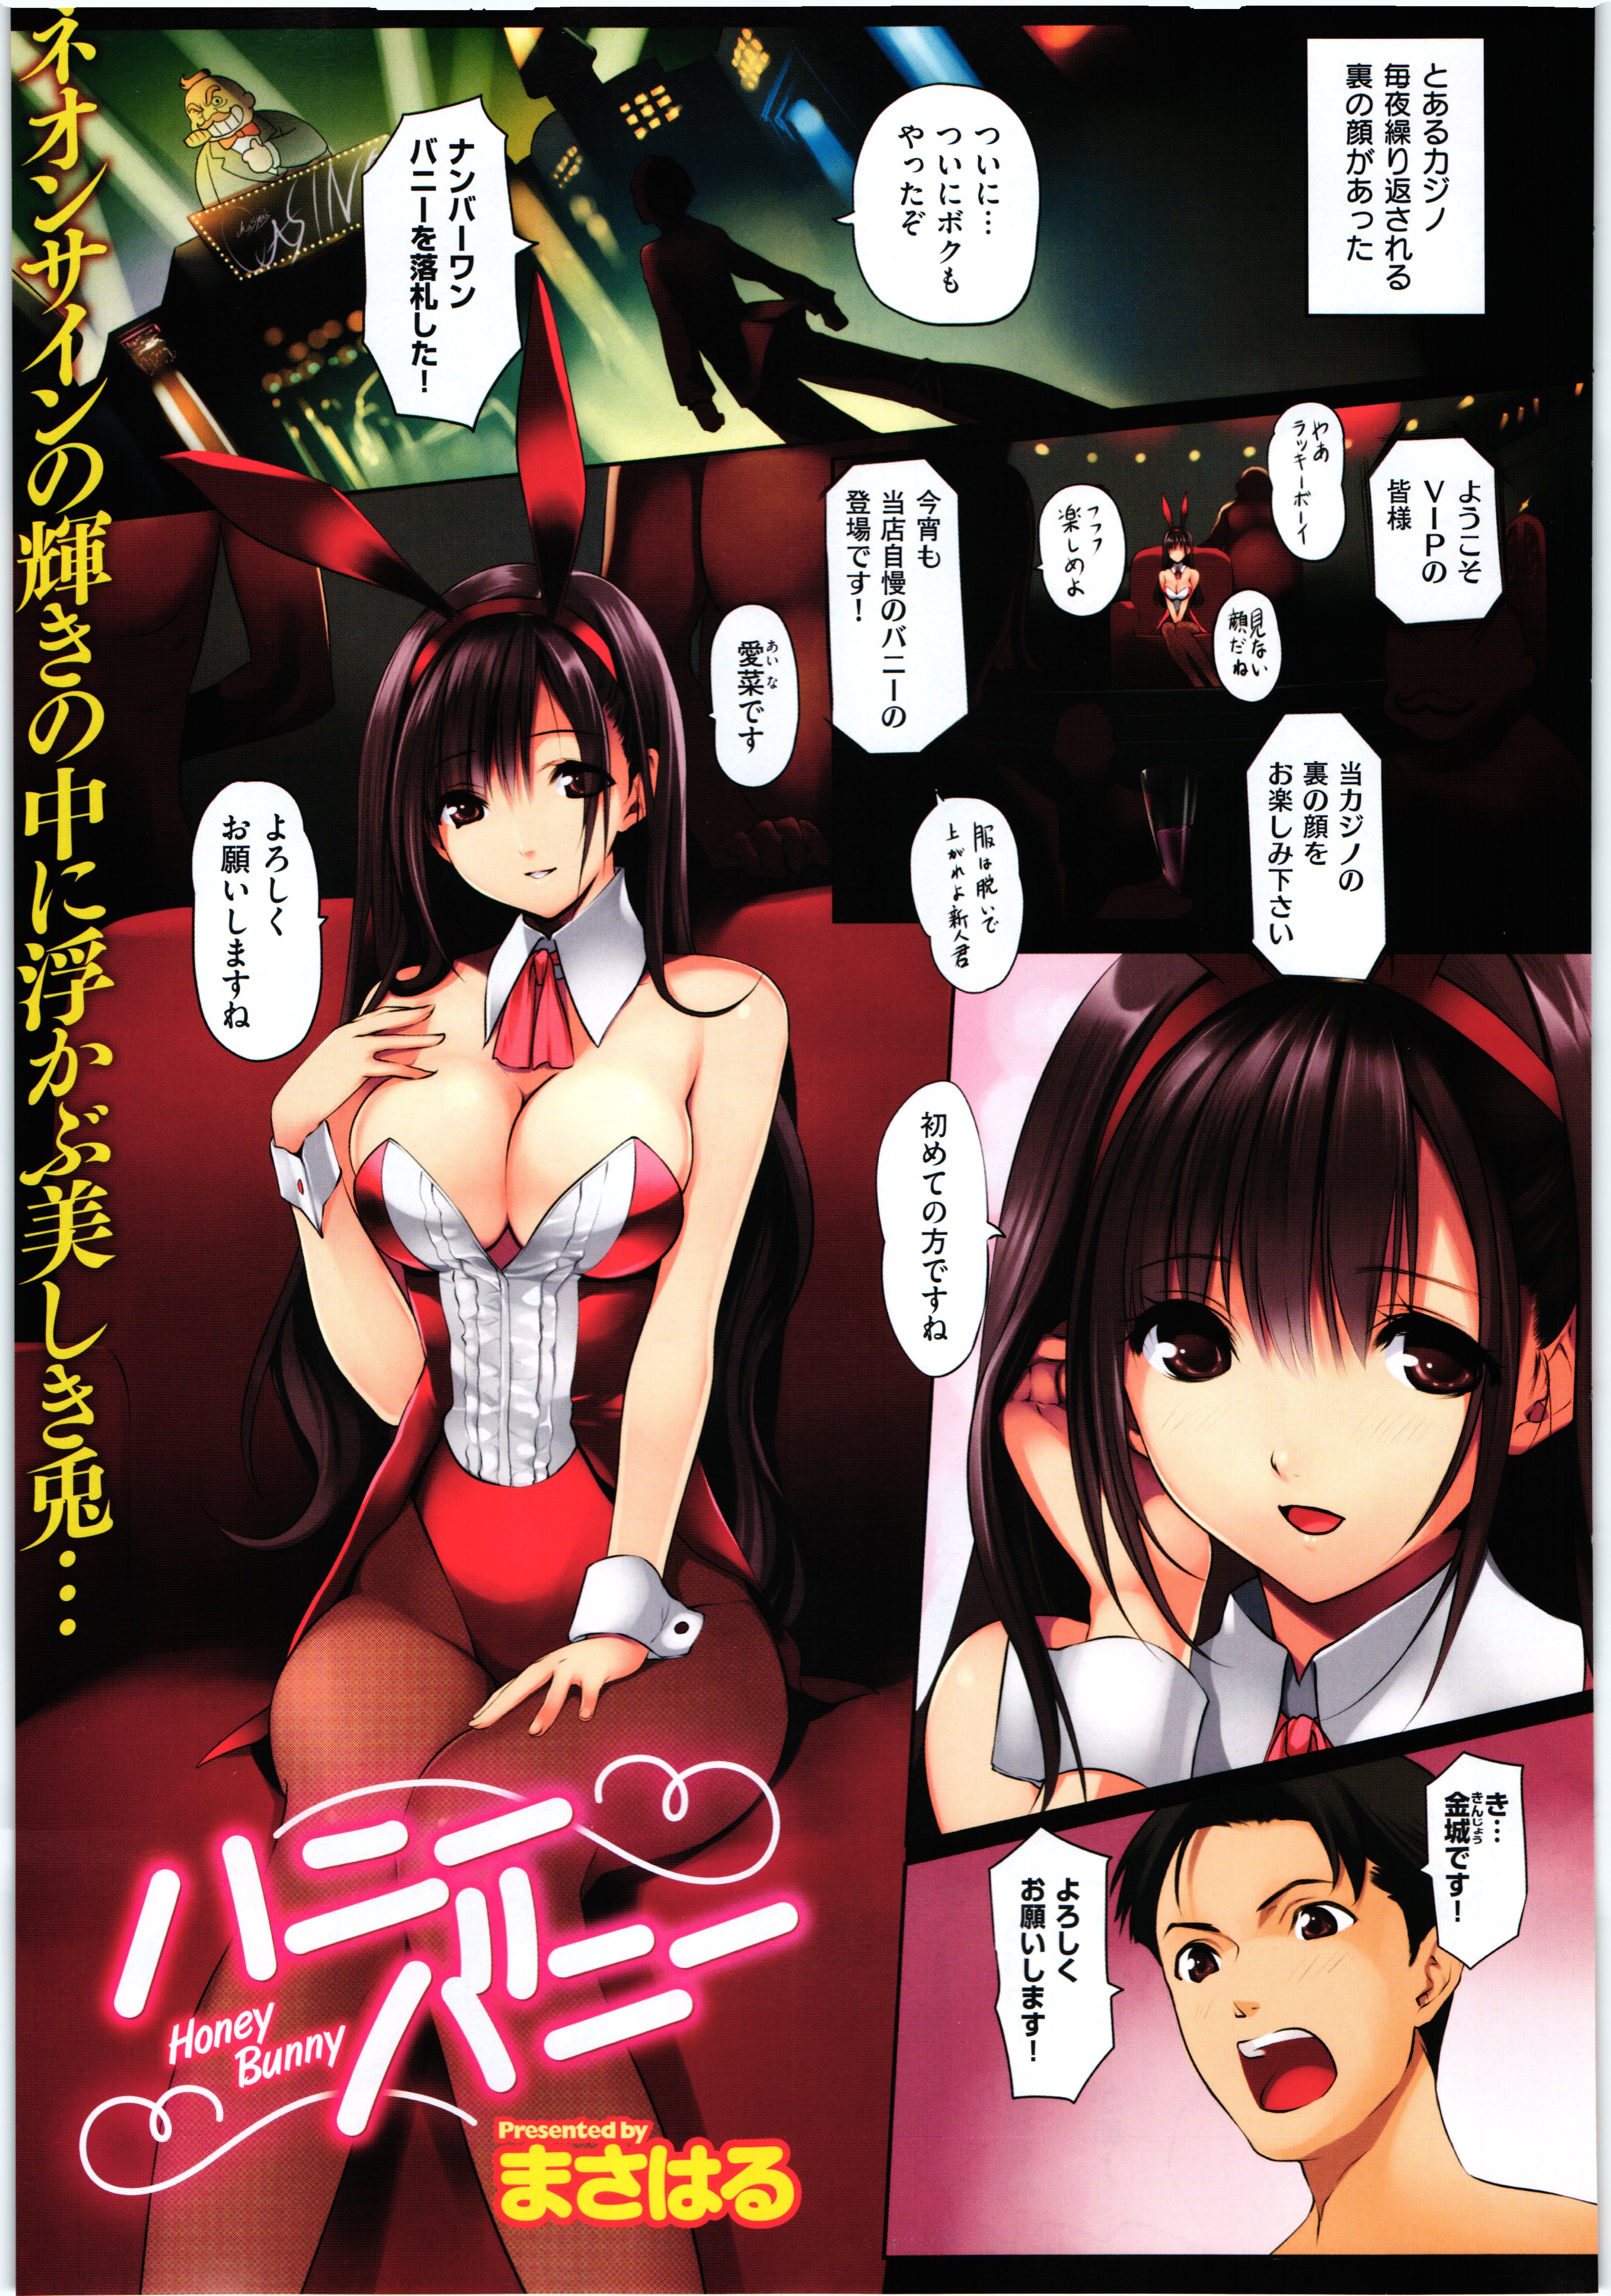 とあるカジノ
毎夜繰り返される
裏の顔があった
ついに…
ついにボクも
やったぞ
ナンバーワン
バニーを落札した！
CASINO
ようこそ
VIPの
皆様
やあ
ラッキーボーイ
見ない
顔だね
フフフ
楽しめよ
当カジノの
裏の顔を
お楽しみ下さい
今宵も
当店自慢のバニーの
登場です！
服は脱いで
上がれよ新人君
愛菜です
あいな
よろしく
お願いしますね
初めての方ですね
き…
金城です！
きんじょう
よろしく
お願いします！
ネオンサインの輝きの中に浮かぶ美しき兎…
ハニーバニー
Honey
Bunny
Presented by
まさはる